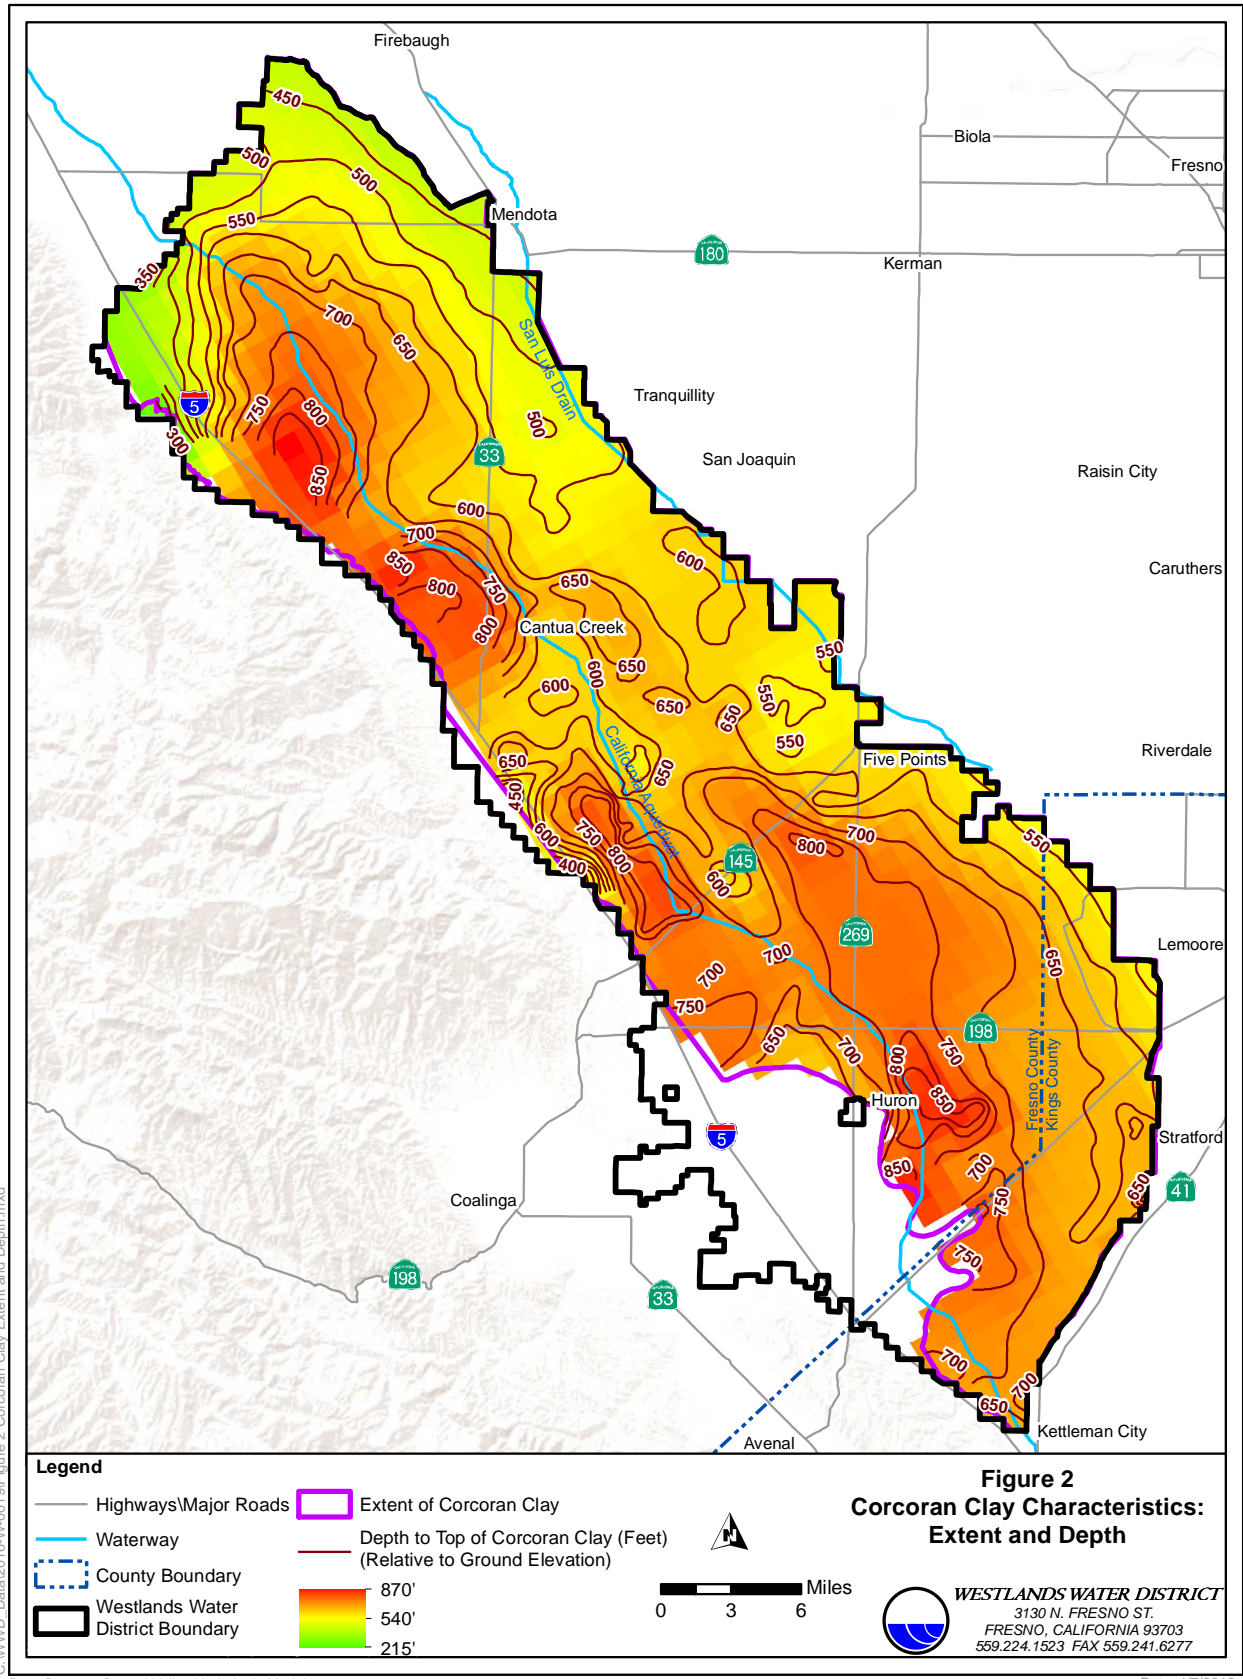 Firebaugh
450
Biola
500
Fresno
500
550
Mendota
180
Kerman
350
700
650
San Luis Drain
Tranquillity
5
750
800
500
300
33
San Joaquin
Raisin City
850
600
700
850
600
800
750
650
Caruthers
800
Cantua Creek
550
650
600
600
650
550
650
550
Riverdale
Five Points
650
California Aqueduct
650
450
600
750
800
400
700
550
800
145
600
269
Lemoore
700
700
650
750
198
650
700
800
750
Fresno County
Kings County
850
Huron
5
Stratford
850
700
650
41
750
Coalinga
750
198
33
700
700
650
Kettleman City
Avenal
Legend
Highways\Major Roads
Waterway
County Boundary
Westlands Water
District Boundary
Extent of Corcoran Clay
Depth to Top of Corcoran Clay (Feet)
(Relative to Ground Elevation)
870'
540'
215'
N
Miles
0 3 6
Figure 2
Corcoran Clay Characteristics:
Extent and Depth
WESTLANDS WATER DISTRICT
3130 N. FRESNO ST.
FRESNO, CALIFORNIA 93703
559.224.1523 FAX 559.241.6277